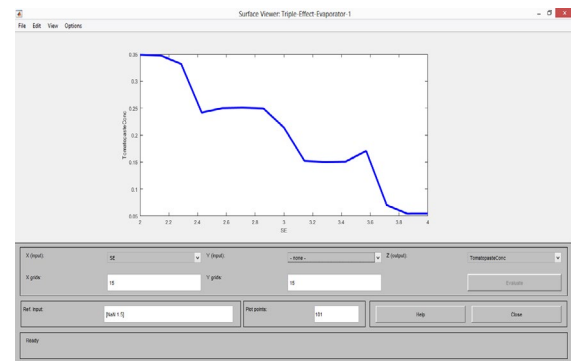 Surface Viewer: Triple-Effect-Evaporator-1
File Edit View Options
0.35
0.3
0.25
0.2
0.15
0.1
0.05
TomatopasteConc
2 2.2 2.4 2.6 2.8 3 3.2 3.4 3.6 3.8 4
SE
X (input): SE Y (input): - none - Z (output): TomatopasteConc
X grids: 15 Y grids: 15 Evaluate
Ref. Input: [NaN 1.5] Plot points: 101 Help Close
Ready